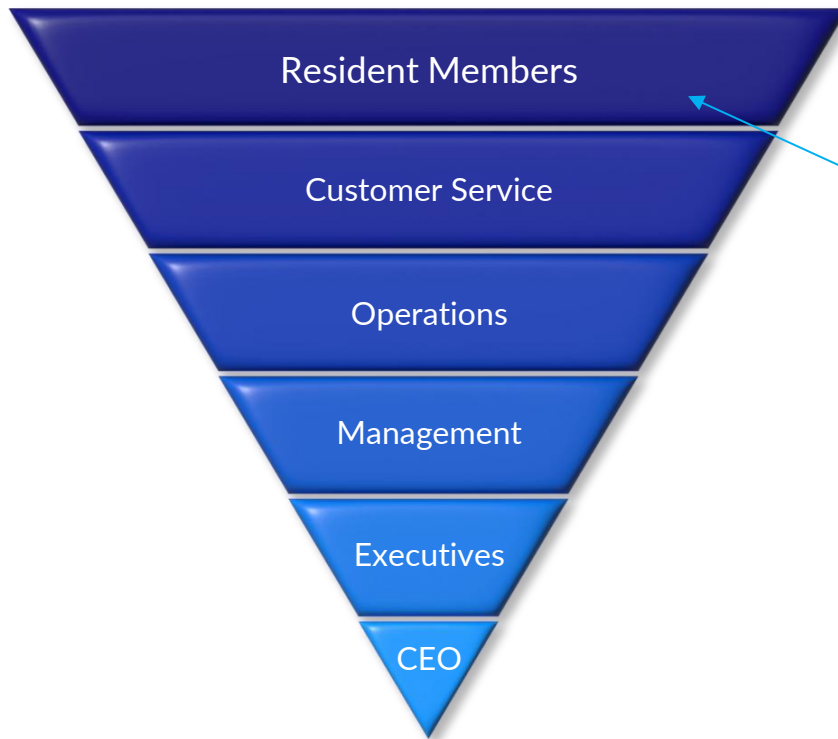 Resident Members
Customer Service
Operations
Management
Executives
CEO